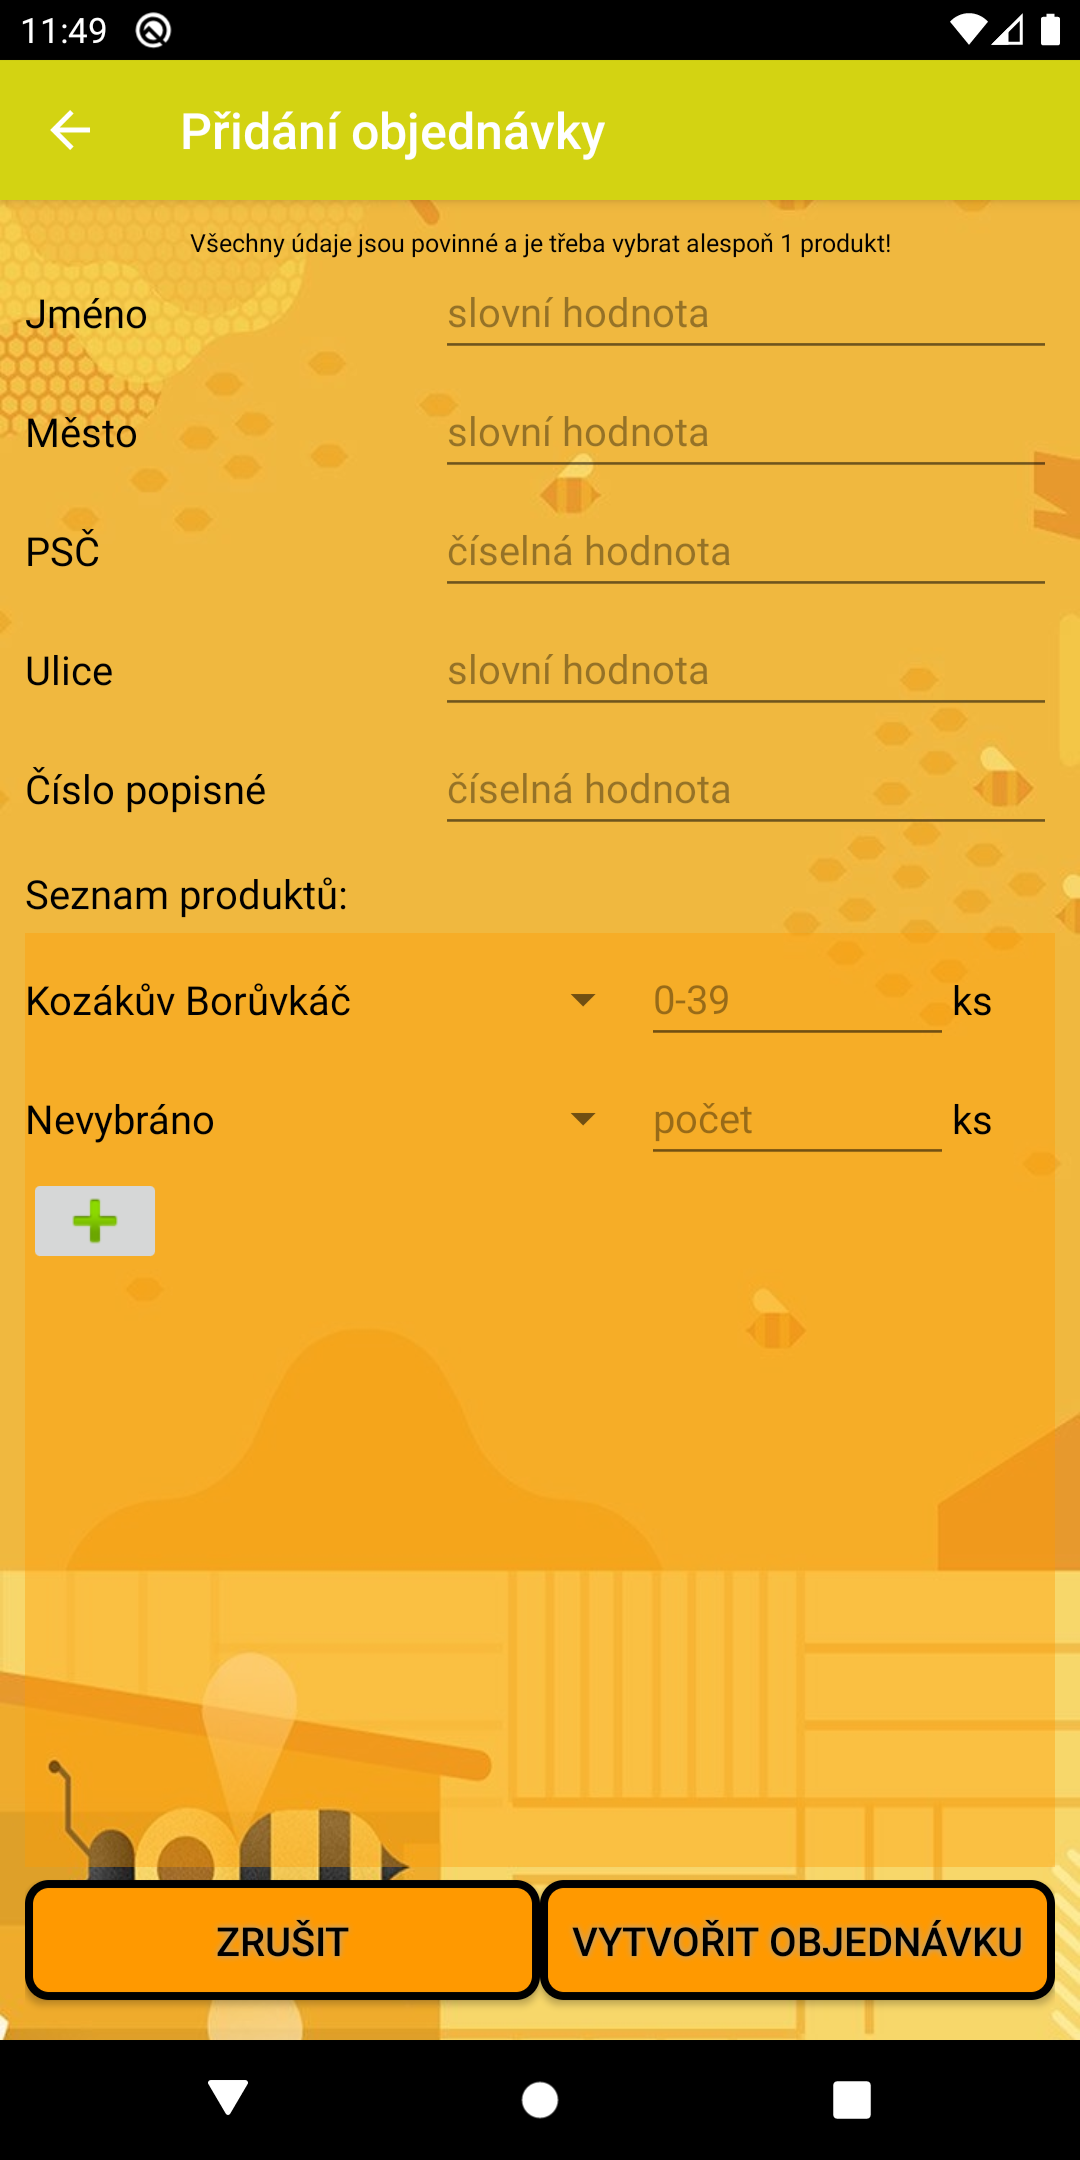 11:49
Přidání objednávky
Všechny údaje jsou povinné a je třeba vybrat alespoň 1 produkt!
Jméno slovní hodnota
Město slovní hodnota
PSČ číselná hodnota
Ulice slovní hodnota
Číslo popisné číselná hodnota
Seznam produktů:
Kozákův Borůvkáč 0-39 ks
Nevybráno počet ks
ZRUŠIT VYTVOŘIT OBJEDNÁVKU